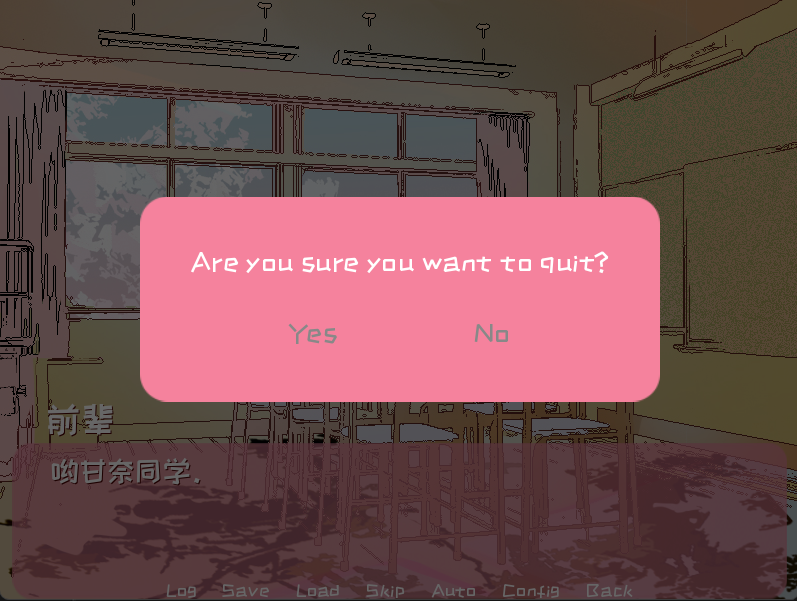 Are you sure you want to quit?
Yes No
前辈
哟甘奈同学.
Log Save Load Skip Auto Config Back